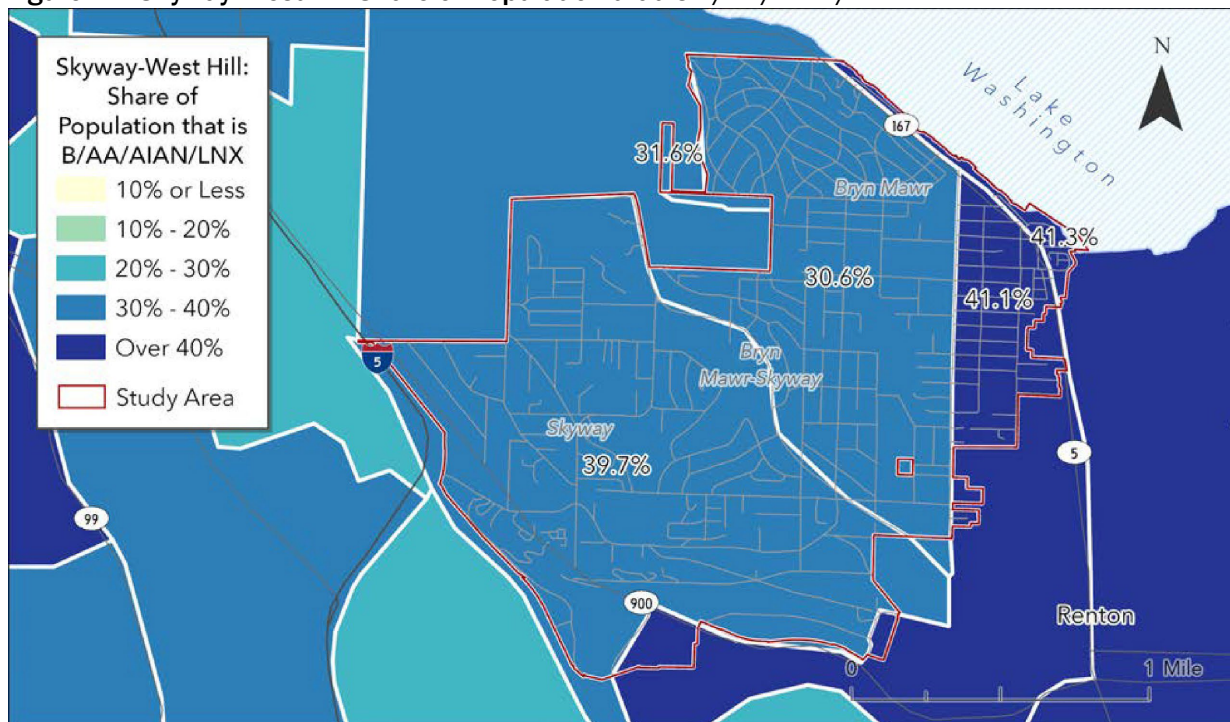 Skyway-West Hill:
Share of
Population that is
B/AA/AIAN/LNX
10% or Less
10% - 20%
20% - 30%
30% - 40%
Over 40%
Study Area
N
Lake
Washington
167
31.6%
Bryn Mawr
41.3%
30.6%
41.1%
5
Bryn
Mawr-Skyway
Skyway
39.7%
5
99
900
Renton
0
1 Mile